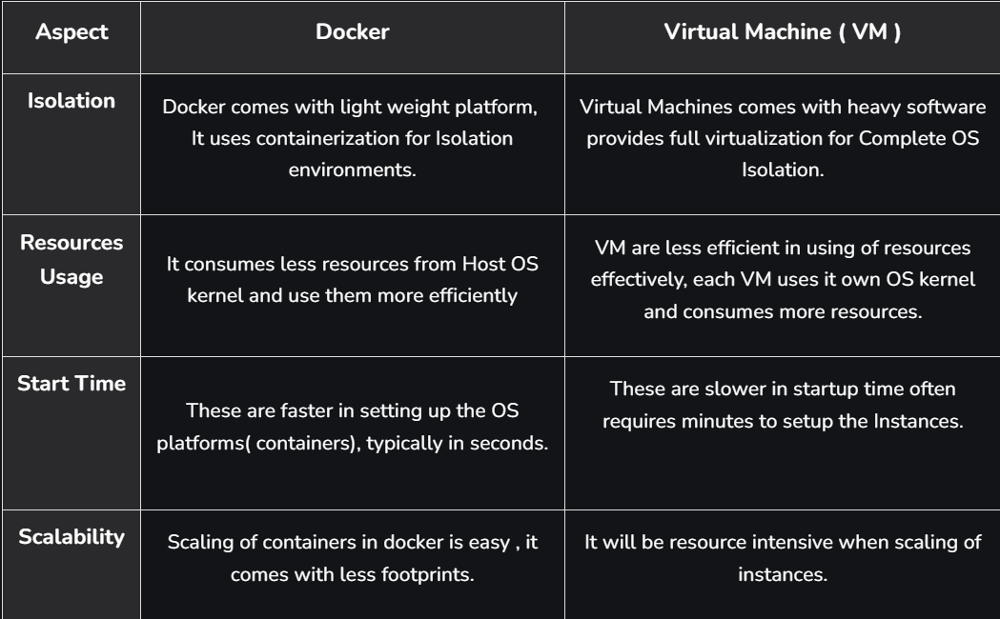 Aspect
Docker
Virtual Machine ( VM )
Isolation
Docker comes with light weight platform,
It uses containerization for Isolation
environments.
Virtual Machines comes with heavy software
provides full virtualization for Complete OS
Isolation.
Resources
Usage
It consumes less resources from Host OS
kernel and use them more efficiently
VM are less efficient in using of resources
effectively, each VM uses it own OS kernel
and consumes more resources.
Start Time
These are faster in setting up the OS
platforms( containers), typically in seconds.
These are slower in startup time often
requires minutes to setup the Instances.
Scalability
Scaling of containers in docker is easy , it
comes with less footprints.
It will be resource intensive when scaling of
instances.